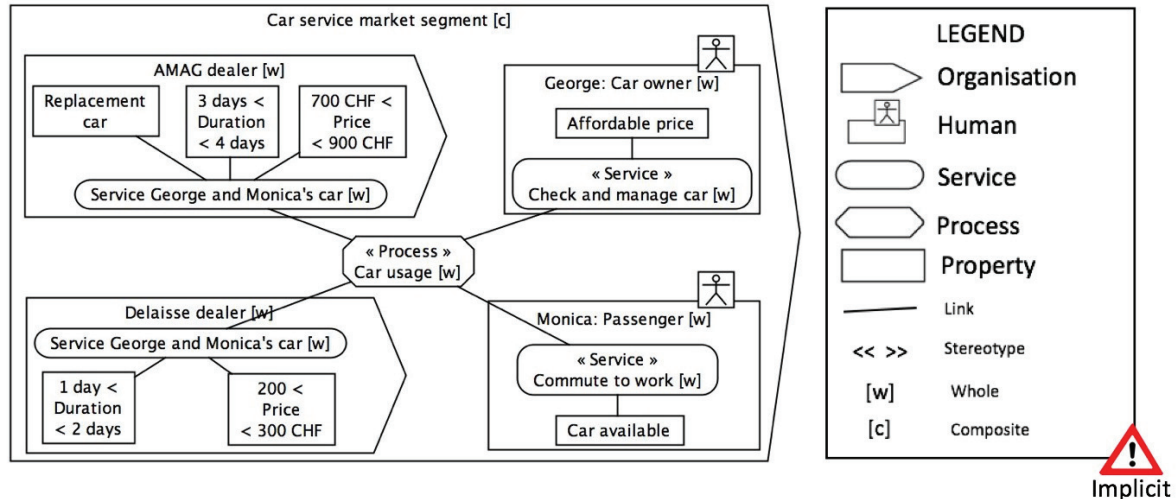 Car service market segment [c]
AMAG dealer [w]
Replacement
car
3 days <
Duration
< 4 days
700 CHF <
Price
< 900 CHF
Service George and Monica's car [w]
George: Car owner [w]
Affordable price
« Service »
Check and manage car [w]
« Process »
Car usage [w]
Delaisse dealer [w]
Service George and Monica's car [w]
1 day <
Duration
< 2 days
200 <
Price
< 300 CHF
Monica: Passenger [w]
« Service »
Commute to work [w]
Car available
LEGEND
Organisation
Human
Service
Process
Property
Link
<< >> Stereotype
[w] Whole
[c] Composite
!
Implicit